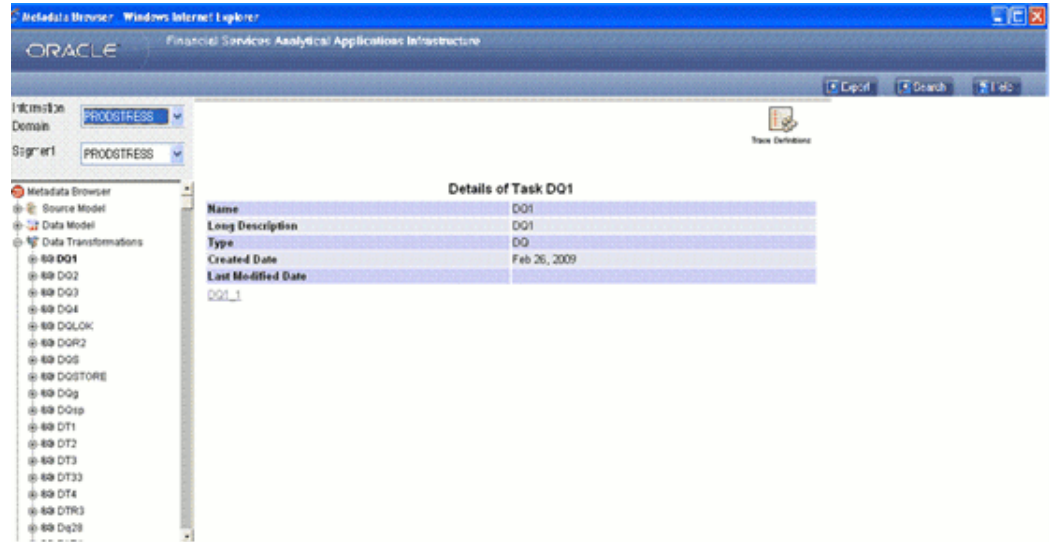 Metadata Browser - Windows Internet Explorer
ORACLE
Financial Services Analytical Applications Infrastructure
Export
Search
Help
Information Domain
PRODSTRESS
Segment
PRODSTRESS
Trace Definitions
Metadata Browser
Source Model
Data Model
Data Transformations
DQ1
DQ2
DQ3
DQ4
DQLOK
DQR2
DQS
DQSTORE
DQg
DQsp
DT1
DT2
DT3
DT33
DT4
DTR3
Dq28
Details of Task DQ1
Name DQ1
Long Description DQ1
Type DQ
Created Date Feb 26, 2009
Last Modified Date
DQ1_1